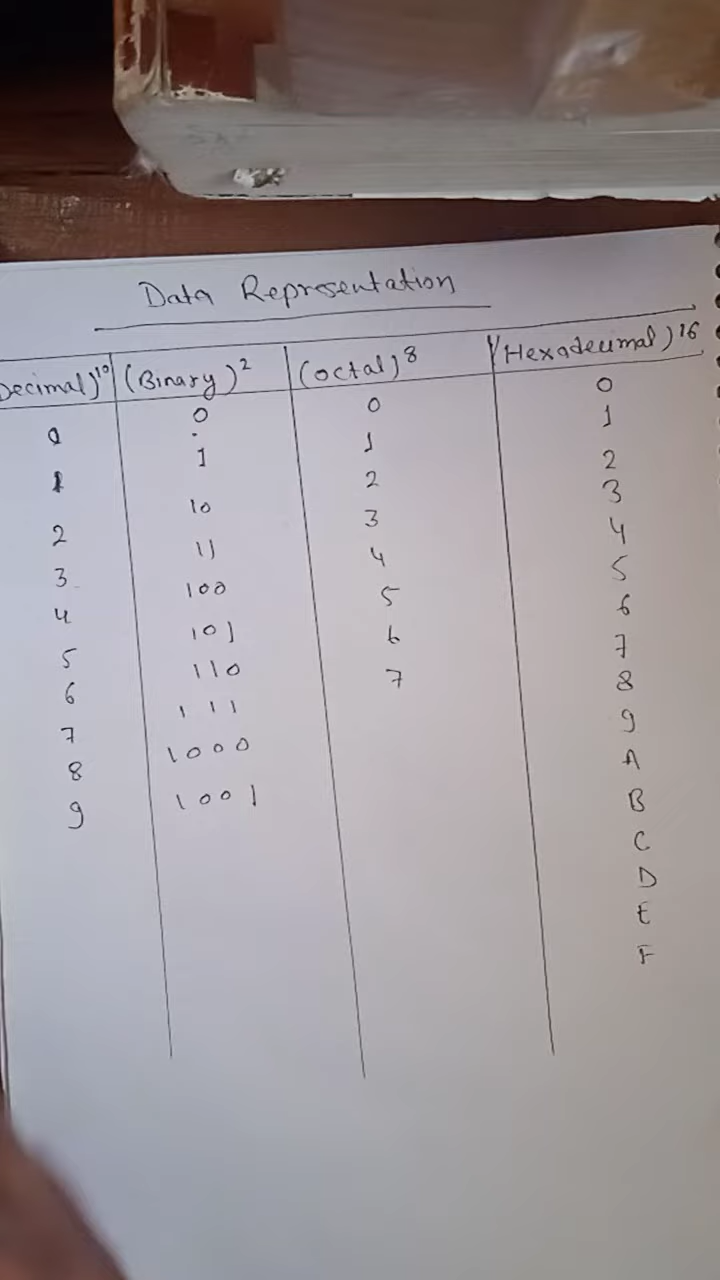 Data Representation
Decimal)10 (Binary)2 (Octal)8 (Hexadecimal)16
0 0 0 0
1 1 1 1
2 10 2 2
3 11 3 3
4 100 4 4
5 101 5 5
6 110 6 6
7 111 7 7
8 1000 8
9 1001 9
A
B
C
D
E
F